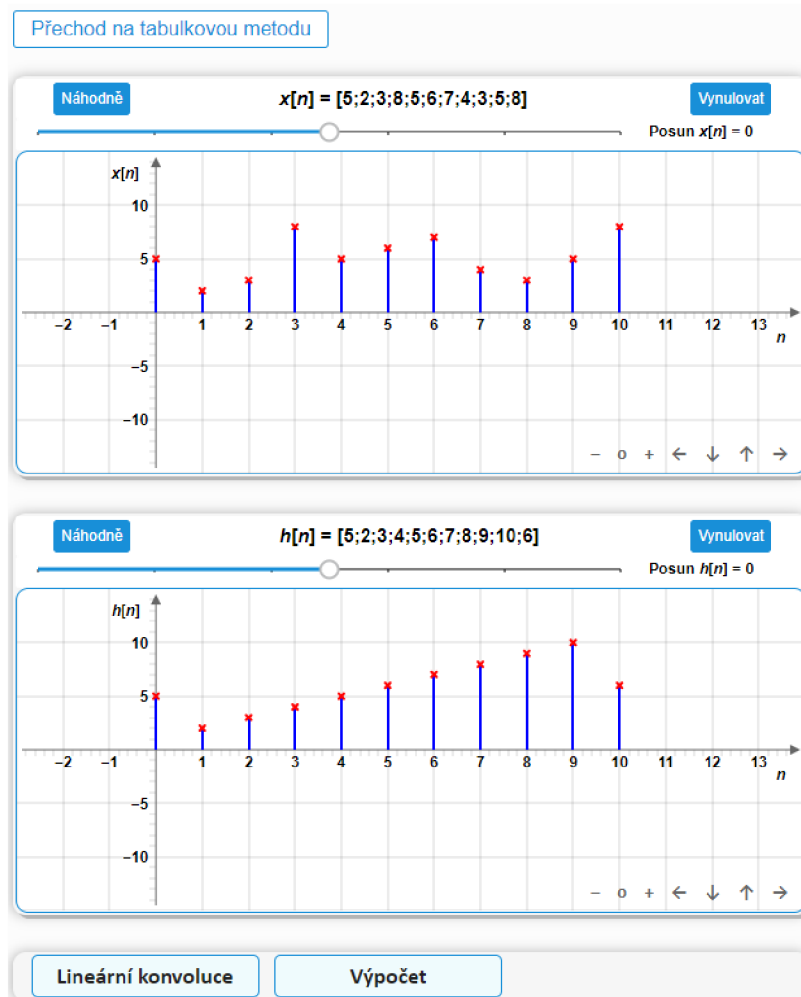 Přechod na tabulkovou metodu
Náhodně
x[n] = [5;2;3;8;5;6;7;4;3;5;8]
Vynulovat
Posun x[n] = 0
x[n]
10
5
−2 −1 1 2 3 4 5 6 7 8 9 10 11 12 13
n
−5
−10
− o + ← ↓ ↑ →
Náhodně
h[n] = [5;2;3;4;5;6;7;8;9;10;6]
Vynulovat
Posun h[n] = 0
h[n]
10
5
−2 −1 1 2 3 4 5 6 7 8 9 10 11 12 13
n
−5
−10
− o + ← ↓ ↑ →
Lineární konvoluce
Výpočet